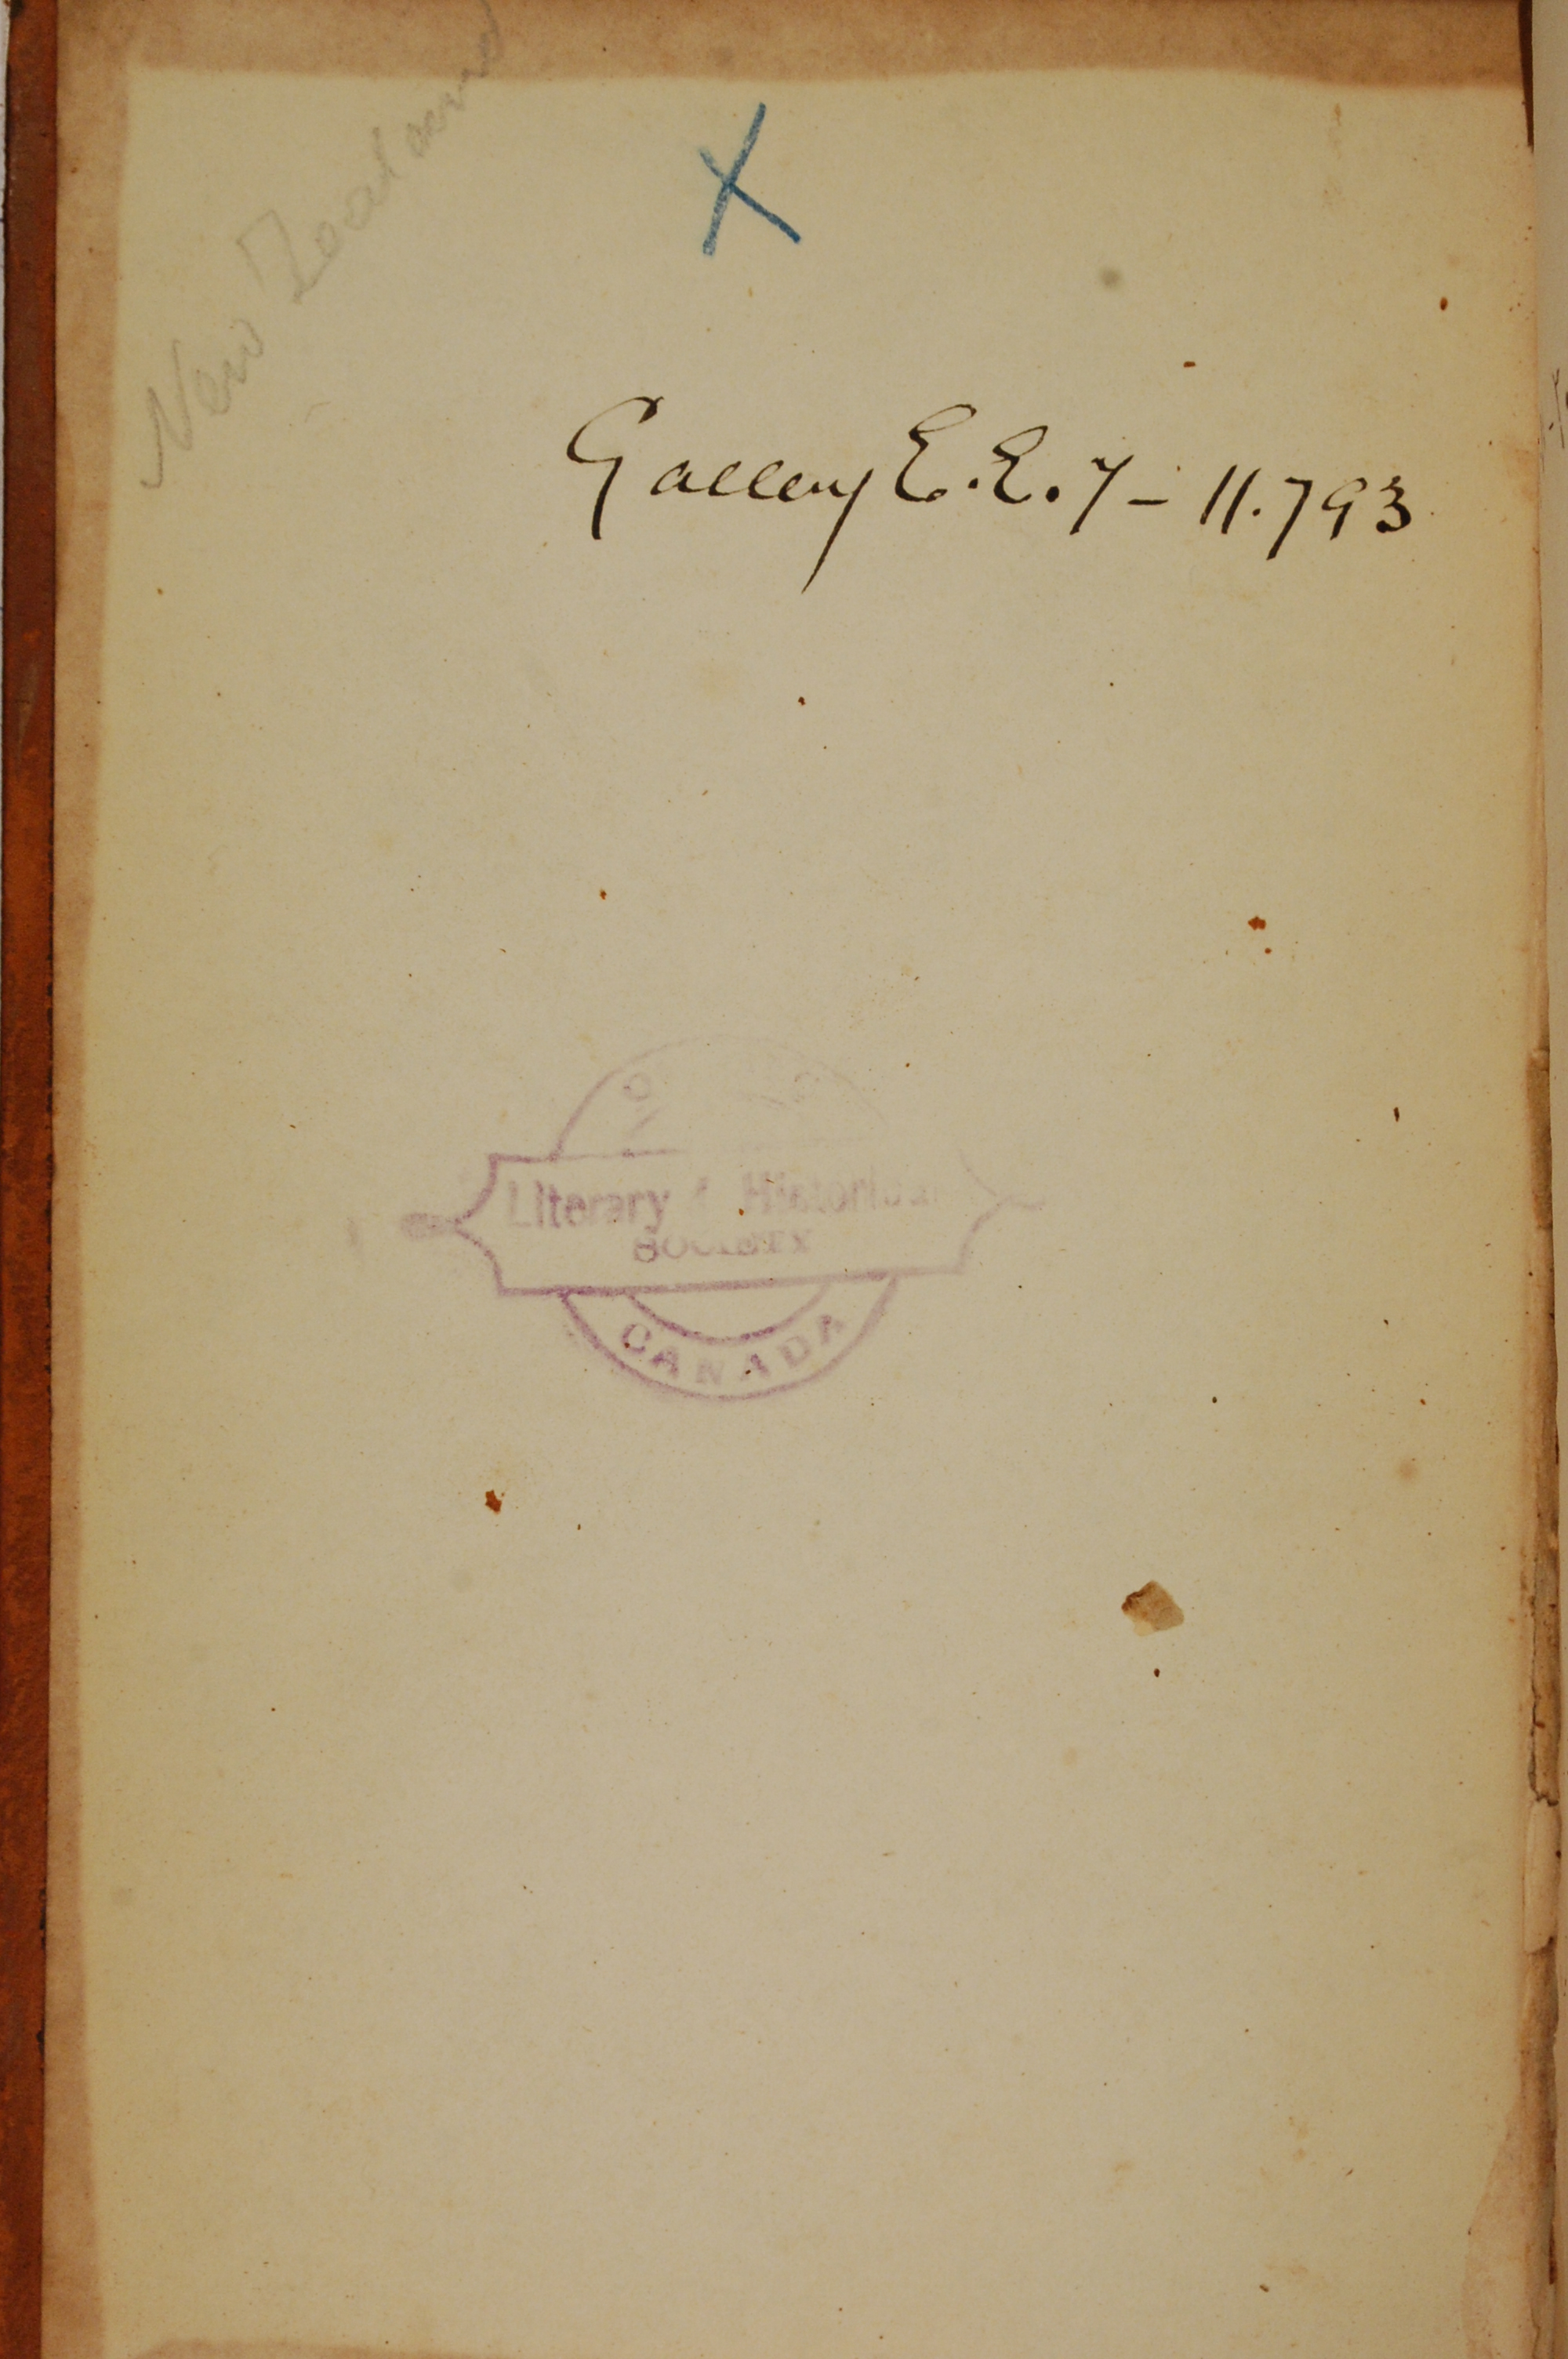 New Zealand
X
Gallery E.E.7 – 11.793
Literary & Historical
SOCIETY
CANADA